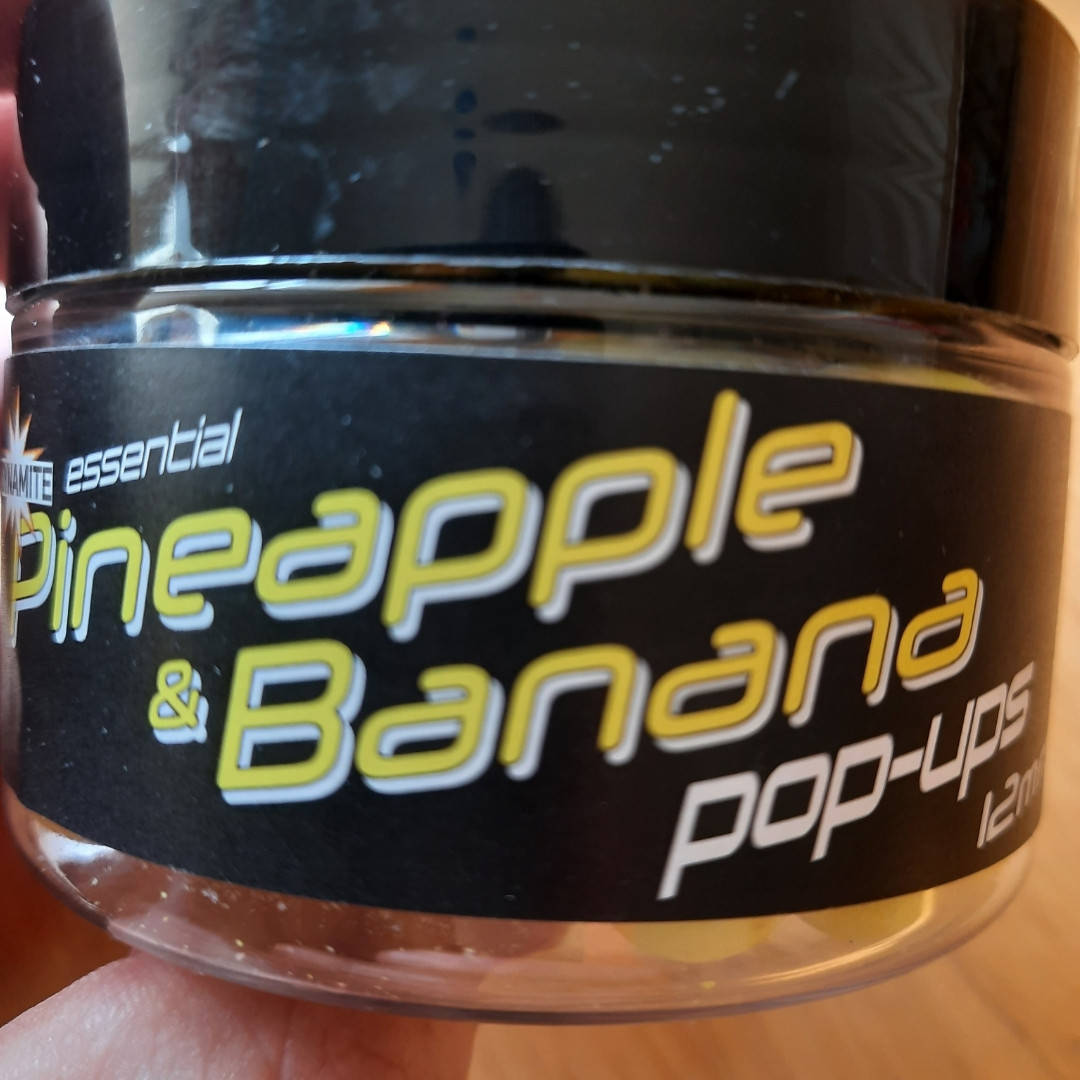 essential
Pineapple
& Banana
pop-ups